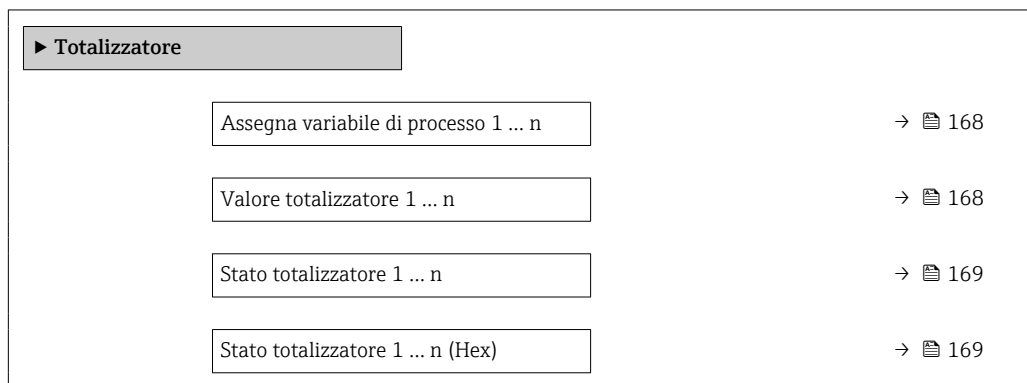 ▶ Totalizzatore
Assegna variabile di processo 1 … n → 168
Valore totalizzatore 1 … n → 168
Stato totalizzatore 1 … n → 169
Stato totalizzatore 1 … n (Hex) → 169